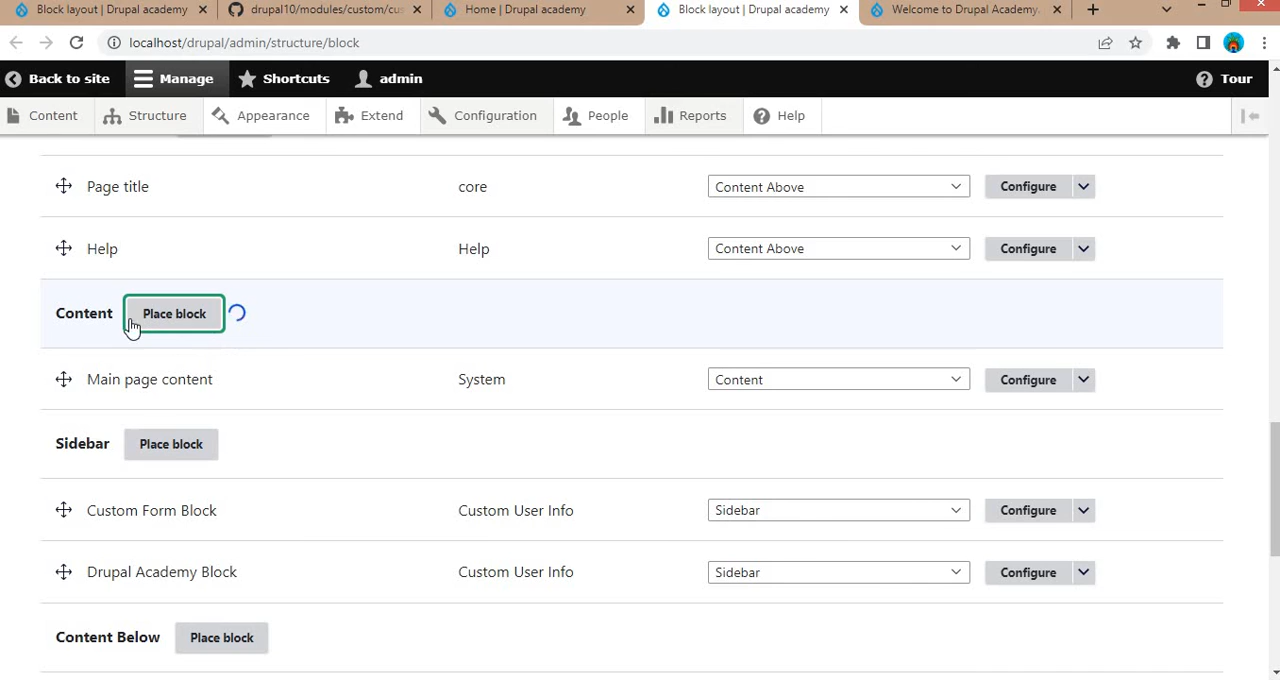 Block layout | Drupal academy
drupal10/modules/custom/cu
Home | Drupal academy
Block layout | Drupal academy
Welcome to Drupal Academy.
localhost/drupal/admin/structure/block
Back to site Manage Shortcuts admin Tour
Content Structure Appearance Extend Configuration People Reports Help
Page title core Content Above Configure
Help Help Content Above Configure
Content Place block
Main page content System Content Configure
Sidebar Place block
Custom Form Block Custom User Info Sidebar Configure
Drupal Academy Block Custom User Info Sidebar Configure
Content Below Place block